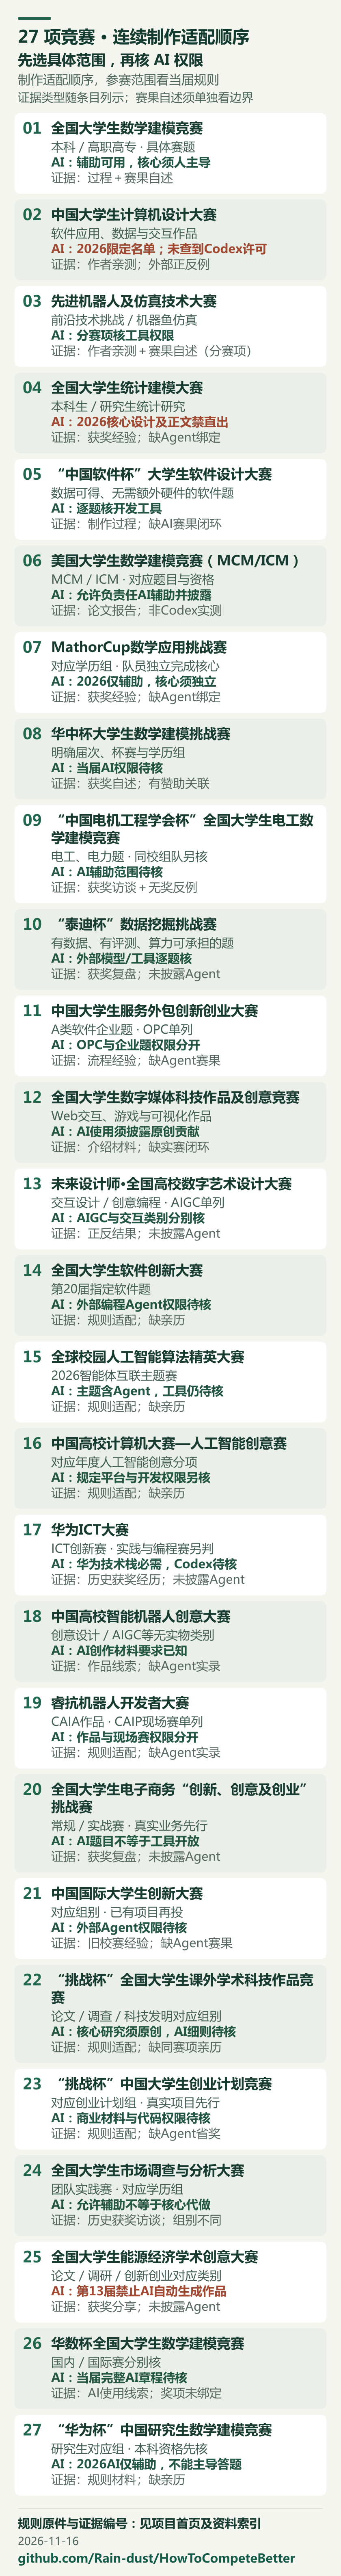 27 项竞赛 · 连续制作适配顺序
先选具体范围，再核 AI 权限
制作适配顺序，参赛范围看当届规则
证据类型随条目列示；赛果自述须单独看边界
01 全国大学生数学建模竞赛
本科 / 高职高专 · 具体赛题
AI：辅助可用，核心须人主导
证据：过程＋赛果自述
02 中国大学生计算机设计大赛
软件应用、数据与交互作品
AI：2026限定名单；未查到Codex许可
证据：作者亲测；外部正反例
03 先进机器人及仿真技术大赛
前沿技术挑战 / 机器鱼仿真
AI：分赛项核工具权限
证据：作者亲测＋赛果自述（分赛项）
04 全国大学生统计建模大赛
本科生 / 研究生统计研究
AI：2026核心设计及正文禁直出
证据：获奖经验；缺Agent绑定
05 “中国软件杯”大学生软件设计大赛
数据可得、无需额外硬件的软件题
AI：逐题核开发工具
证据：制作过程；缺AI赛果闭环
06 美国大学生数学建模竞赛（MCM/ICM）
MCM / ICM · 对应题目与资格
AI：允许负责任AI辅助并披露
证据：论文报告；非Codex实测
07 MathorCup数学应用挑战赛
对应学历组 · 队员独立完成核心
AI：2026仅辅助，核心须独立
证据：获奖经验；缺Agent绑定
08 华中杯大学生数学建模挑战赛
明确届次、杯赛与学历组
AI：当届AI权限待核
证据：获奖自述；有赞助关联
09 “中国电机工程学会杯”全国大学生电工数
学建模竞赛
电工、电力题 · 同校组队另核
AI：AI辅助范围待核
证据：获奖访谈＋无奖反例
10 “泰迪杯”数据挖掘挑战赛
有数据、有评测、算力可承担的题
AI：外部模型/工具逐题核
证据：获奖复盘；未披露Agent
11 中国大学生服务外包创新创业大赛
A类软件企业题 · OPC单列
AI：OPC与企业题权限分开
证据：流程经验；缺Agent赛果
12 全国大学生数字媒体科技作品及创意竞赛
Web交互、游戏与可视化作品
AI：AI使用须披露原创贡献
证据：介绍材料；缺实赛闭环
13 未来设计师·全国高校数字艺术设计大赛
交互设计 / 创意编程 · AIGC单列
AI：AIGC与交互类别分别核
证据：正反结果；未披露Agent
14 全国大学生软件创新大赛
第20届指定软件题
AI：外部编程Agent权限待核
证据：规则适配；缺亲历
15 全球校园人工智能算法精英大赛
2026智能体互联主题赛
AI：主题含Agent，工具仍待核
证据：规则适配；缺亲历
16 中国高校计算机大赛—人工智能创意赛
对应年度人工智能创意分项
AI：规定平台与开发权限另核
证据：规则适配；缺亲历
17 华为ICT大赛
ICT创新赛 · 实践与编程赛另判
AI：华为技术栈必需，Codex待核
证据：历史获奖经历；未披露Agent
18 中国高校智能机器人创意大赛
创意设计 / AIGC等无实物类别
AI：AI创作材料要求已知
证据：作品线索；缺Agent实录
19 睿抗机器人开发者大赛
CAIA作品 · CAIP现场赛单列
AI：作品与现场赛权限分开
证据：规则适配；缺Agent实录
20 全国大学生电子商务“创新、创意及创业”
挑战赛
常规 / 实战赛 · 真实业务先行
AI：AI题目不等于工具开放
证据：获奖复盘；未披露Agent
21 中国国际大学生创新大赛
对应组别 · 已有项目再投
AI：外部Agent权限待核
证据：旧校赛经验；缺Agent赛果
22 “挑战杯”全国大学生课外学术科技作品竞
赛
论文 / 调查 / 科技发明对应组别
AI：核心研究须原创，AI细则待核
证据：规则适配；缺同赛项亲历
23 “挑战杯”中国大学生创业计划竞赛
对应创业计划组 · 真实项目先行
AI：商业材料与代码权限待核
证据：规则适配；缺Agent省奖
24 全国大学生市场调查与分析大赛
团队实践赛 · 对应学历组
AI：允许辅助不等于核心代做
证据：历史获奖访谈；组别不同
25 全国大学生能源经济学术创意大赛
论文 / 调研 / 创新创业对应类别
AI：第13届禁止AI自动生成作品
证据：获奖分享；未披露Agent
26 华数杯全国大学生数学建模竞赛
国内 / 国际赛分别核
AI：当届完整AI章程待核
证据：AI使用线索；奖项未绑定
27 “华为杯”中国研究生数学建模竞赛
研究生对应组 · 本科资格先核
AI：2026AI仅辅助，不能主导答题
证据：规则材料；缺亲历
规则原件与证据编号：见项目首页及资料索引
2026-11-16
github.com/Rain-dust/HowToCompeteBetter